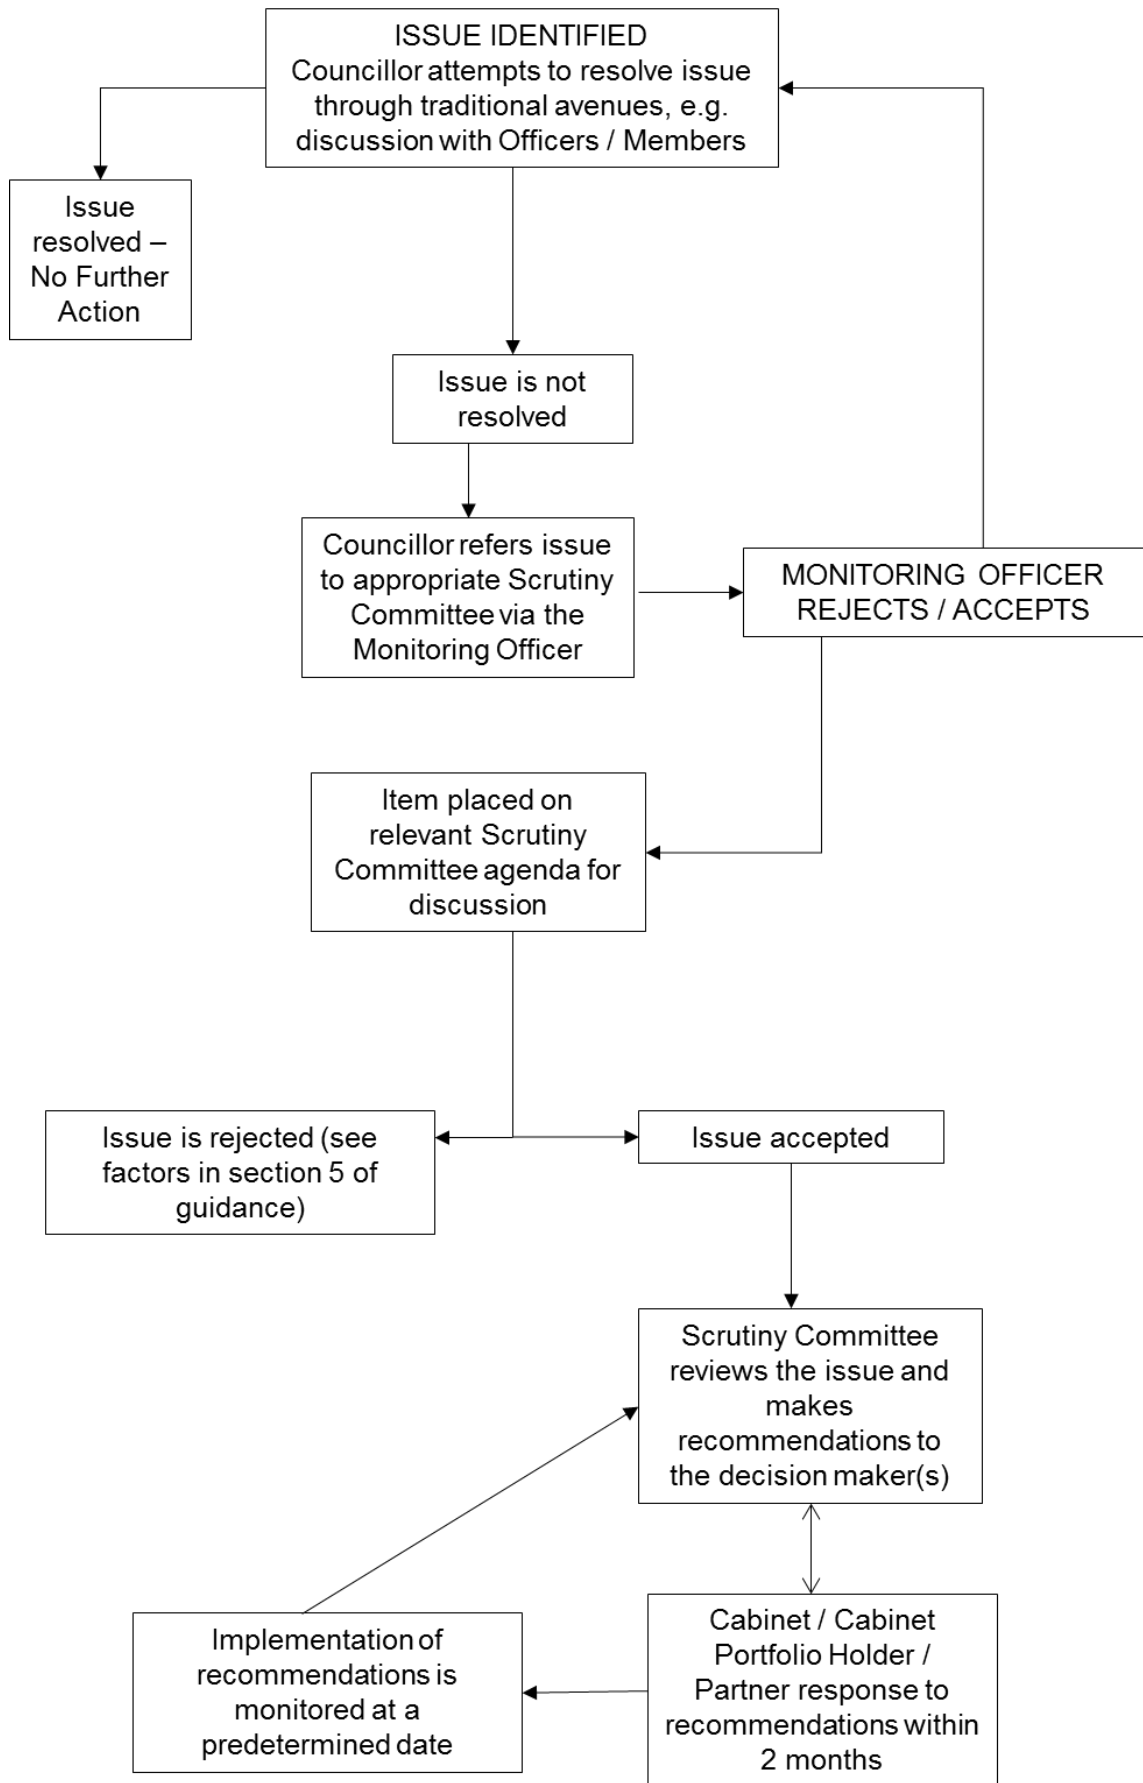 ISSUE IDENTIFIED
Councillor attempts to resolve issue
through traditional avenues, e.g.
discussion with Officers / Members
Issue
resolved –
No Further
Action
Issue is not
resolved
Councillor refers issue
to appropriate Scrutiny
Committee via the
Monitoring Officer
MONITORING OFFICER
REJECTS / ACCEPTS
Item placed on
relevant Scrutiny
Committee agenda for
discussion
Issue is rejected (see
factors in section 5 of
guidance)
Issue accepted
Scrutiny Committee
reviews the issue and
makes
recommendations to
the decision maker(s)
Implementation of
recommendations is
monitored at a
predetermined date
Cabinet / Cabinet
Portfolio Holder /
Partner response to
recommendations within
2 months